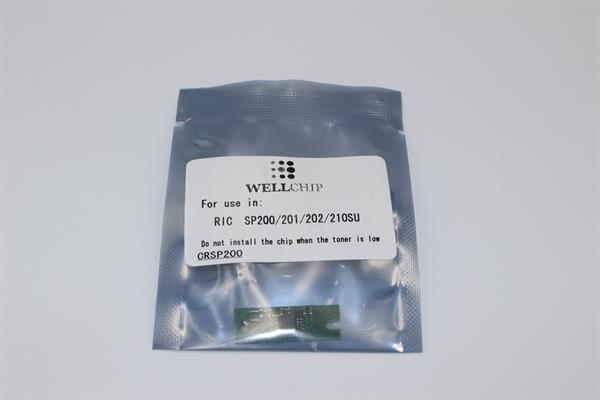 WELLCHIP
For use in:
RIC SP200/201/202/210SU
Do not install the chip when the toner is low
CRSP200